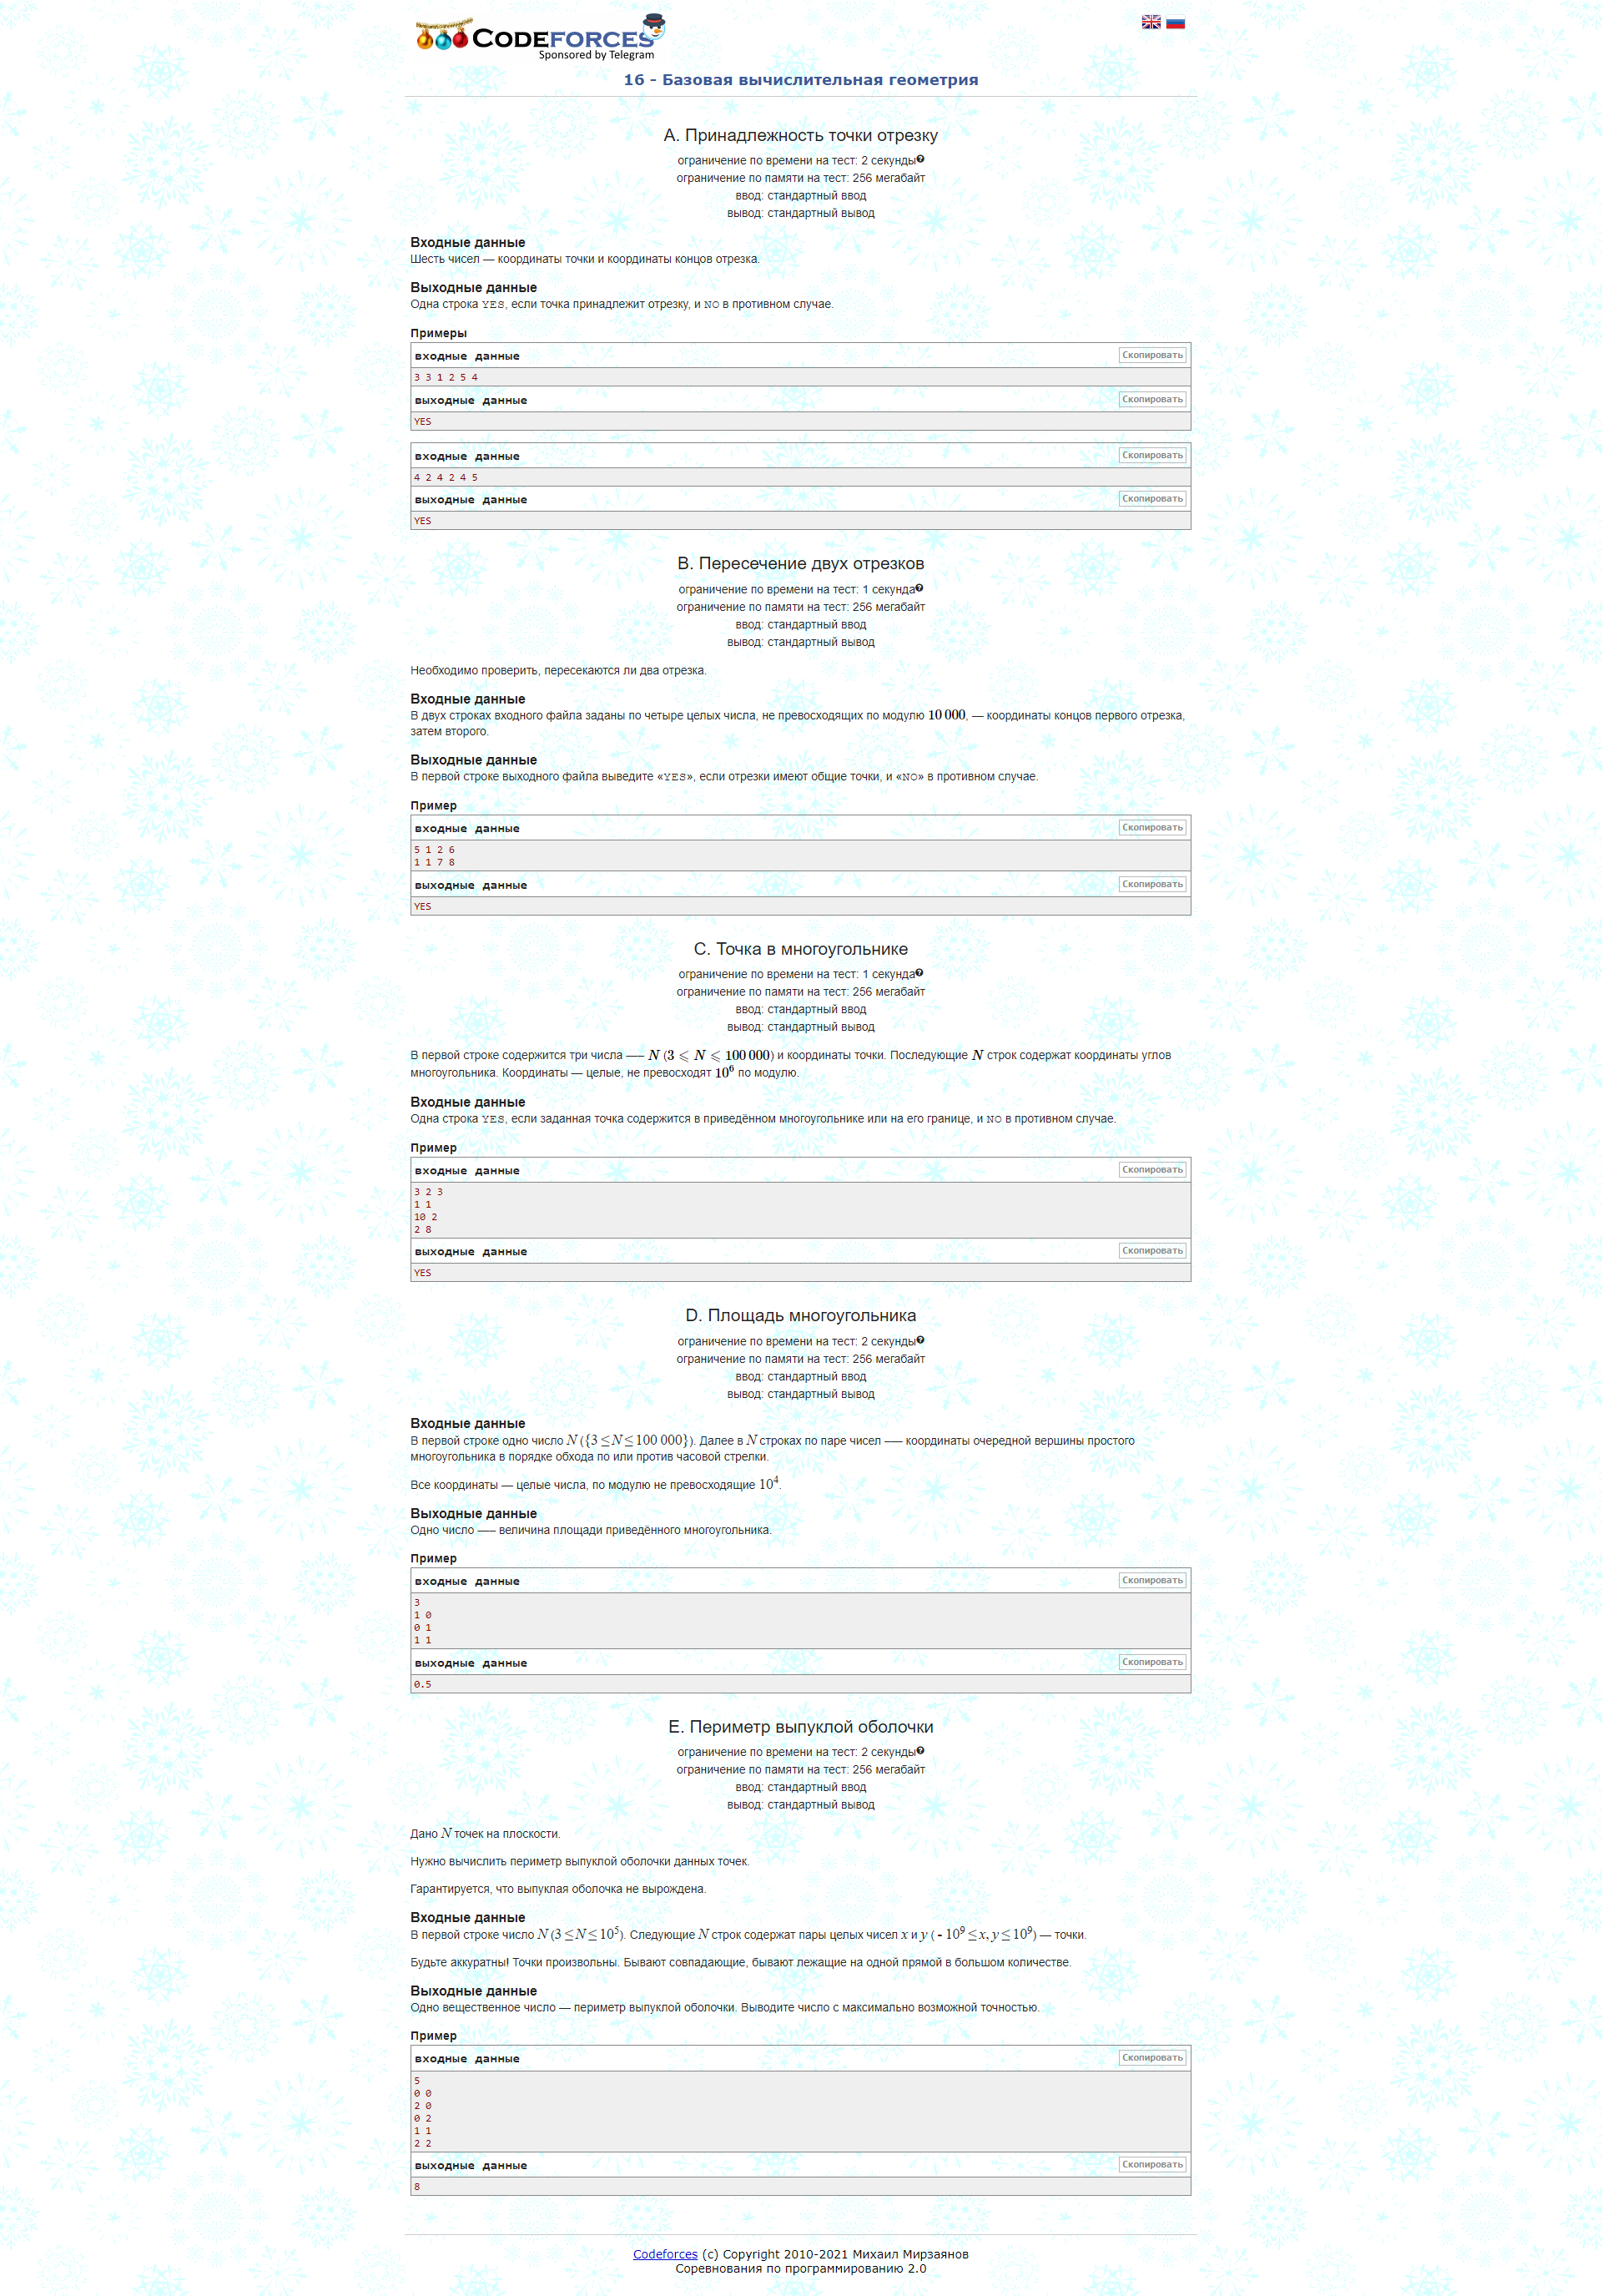 CODEFORCES
Sponsored by Telegram
16 - Базовая вычислительная геометрия
A. Принадлежность точки отрезку
ограничение по времени на тест: 2 секунды
ограничение по памяти на тест: 256 мегабайт
ввод: стандартный ввод
вывод: стандартный вывод
Входные данные
Шесть чисел — координаты точки и координаты концов отрезка.
Выходные данные
Одна строка YES, если точка принадлежит отрезку, и NO в противном случае.
Примеры
входные данные Скопировать
3 3 1 2 5 4
выходные данные Скопировать
YES
входные данные Скопировать
4 2 4 2 4 5
выходные данные Скопировать
YES
B. Пересечение двух отрезков
ограничение по времени на тест: 1 секунда
ограничение по памяти на тест: 256 мегабайт
ввод: стандартный ввод
вывод: стандартный вывод
Необходимо проверить, пересекаются ли два отрезка.
Входные данные
В двух строках входного файла заданы по четыре целых числа, не превосходящих по модулю 10 000, — координаты концов первого отрезка,
затем второго.
Выходные данные
В первой строке выходного файла выведите «YES», если отрезки имеют общие точки, и «NO» в противном случае.
Пример
входные данные Скопировать
5 1 2 6
1 1 7 8
выходные данные Скопировать
YES
C. Точка в многоугольнике
ограничение по времени на тест: 1 секунда
ограничение по памяти на тест: 256 мегабайт
ввод: стандартный ввод
вывод: стандартный вывод
В первой строке содержится три числа —– N (3 ⩽ N ⩽ 100 000) и координаты точки. Последующие N строк содержат координаты углов
многоугольника. Координаты — целые, не превосходят 10⁶ по модулю.
Входные данные
Одна строка YES, если заданная точка содержится в приведённом многоугольнике или на его границе, и NO в противном случае.
Пример
входные данные Скопировать
3 2 3
1 1
10 2
2 8
выходные данные Скопировать
YES
D. Площадь многоугольника
ограничение по времени на тест: 2 секунды
ограничение по памяти на тест: 256 мегабайт
ввод: стандартный ввод
вывод: стандартный вывод
Входные данные
В первой строке одно число N ({3 ≤ N ≤ 100 000}). Далее в N строках по паре чисел —– координаты очередной вершины простого
многоугольника в порядке обхода по или против часовой стрелки.
Все координаты — целые числа, по модулю не превосходящие 10⁴.
Выходные данные
Одно число —– величина площади приведённого многоугольника.
Пример
входные данные Скопировать
3
1 0
0 1
1 1
выходные данные Скопировать
0.5
E. Периметр выпуклой оболочки
ограничение по времени на тест: 2 секунды
ограничение по памяти на тест: 256 мегабайт
ввод: стандартный ввод
вывод: стандартный вывод
Дано N точек на плоскости.
Нужно вычислить периметр выпуклой оболочки данных точек.
Гарантируется, что выпуклая оболочка не вырождена.
Входные данные
В первой строке число N (3 ≤ N ≤ 10⁵). Следующие N строк содержат пары целых чисел x и y ( - 10⁹ ≤ x, y ≤ 10⁹) — точки.
Будьте аккуратны! Точки произвольны. Бывают совпадающие, бывают лежащие на одной прямой в большом количестве.
Выходные данные
Одно вещественное число — периметр выпуклой оболочки. Выводите число с максимально возможной точностью.
Пример
входные данные Скопировать
5
0 0
2 0
0 2
1 1
2 2
выходные данные Скопировать
8
Codeforces (c) Copyright 2010-2021 Михаил Мирзаянов
Соревнования по программированию 2.0